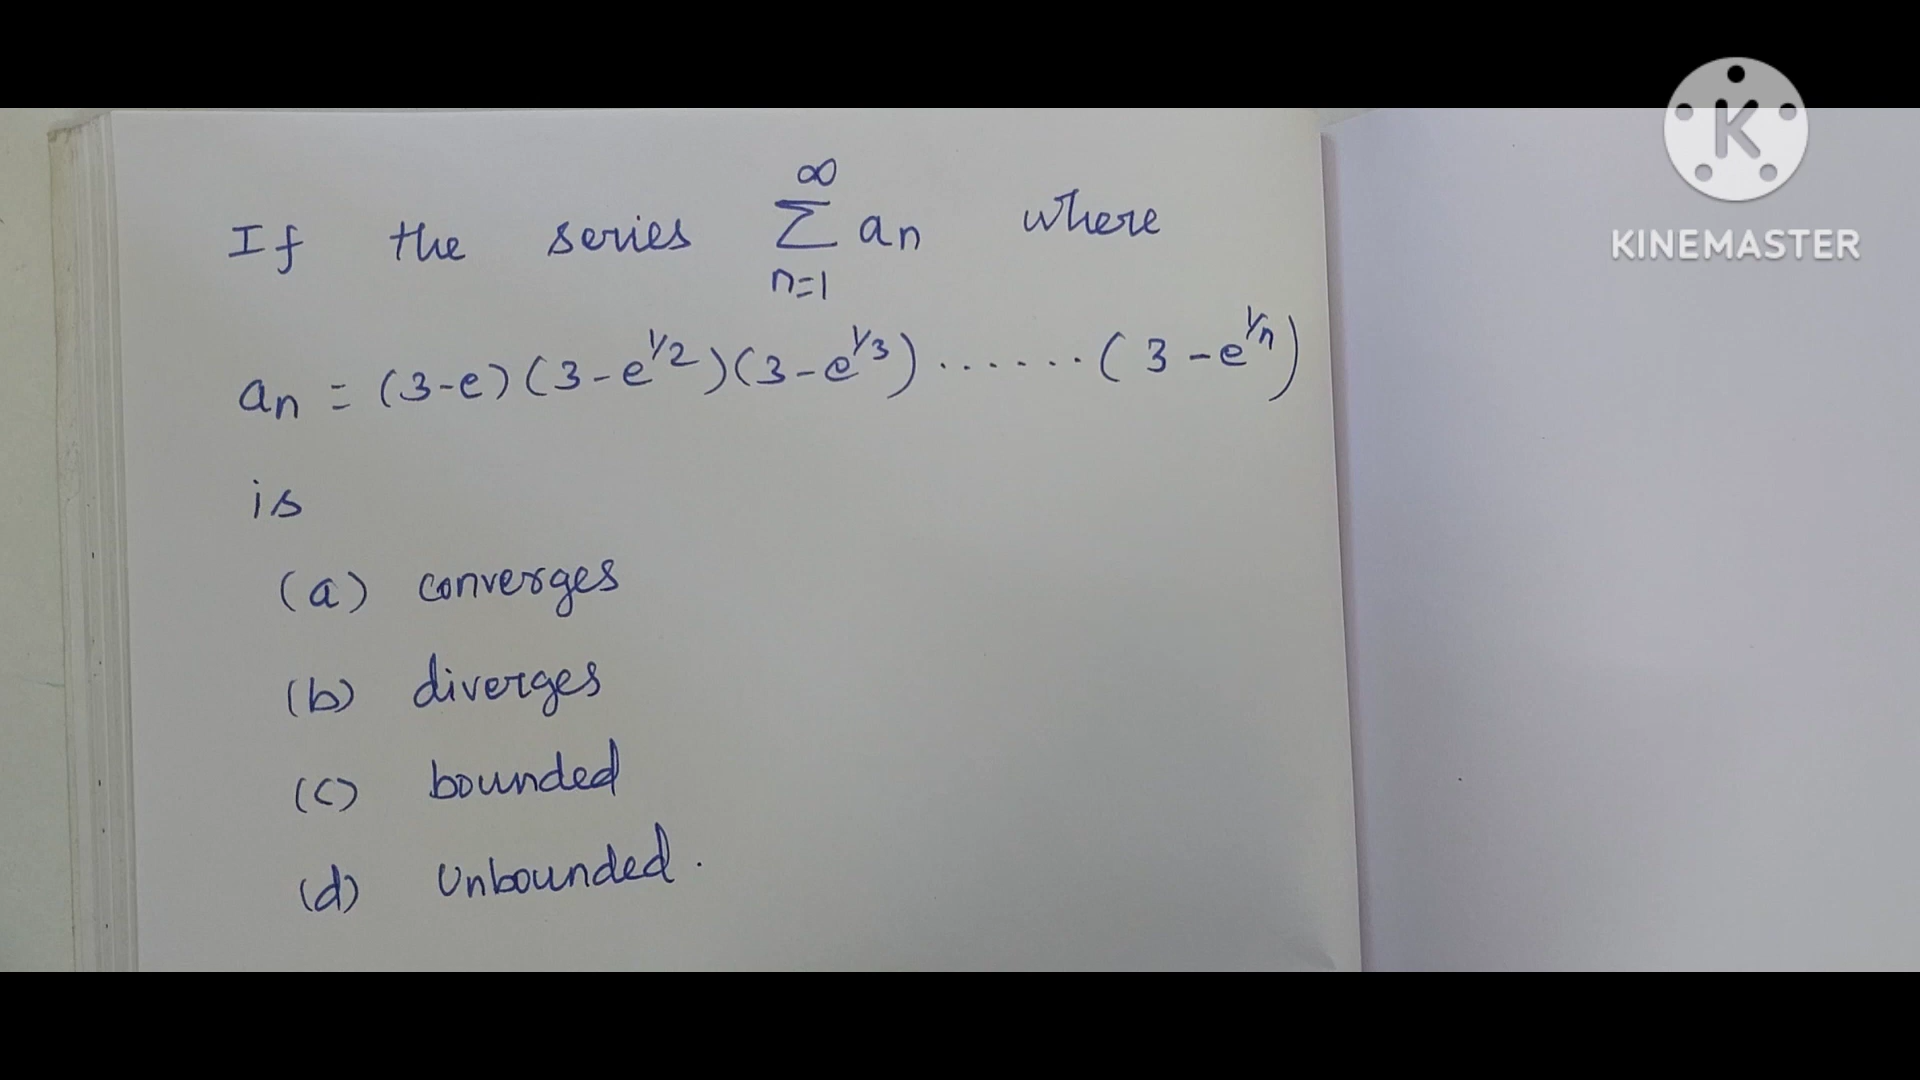 K
KINEMASTER
If the series ∞∑n=1 an where
an = (3-e)(3-e^1/2)(3-e^1/3)......(3-e^1/n)
is
(a) converges
(b) diverges
(c) bounded
(d) Unbounded.